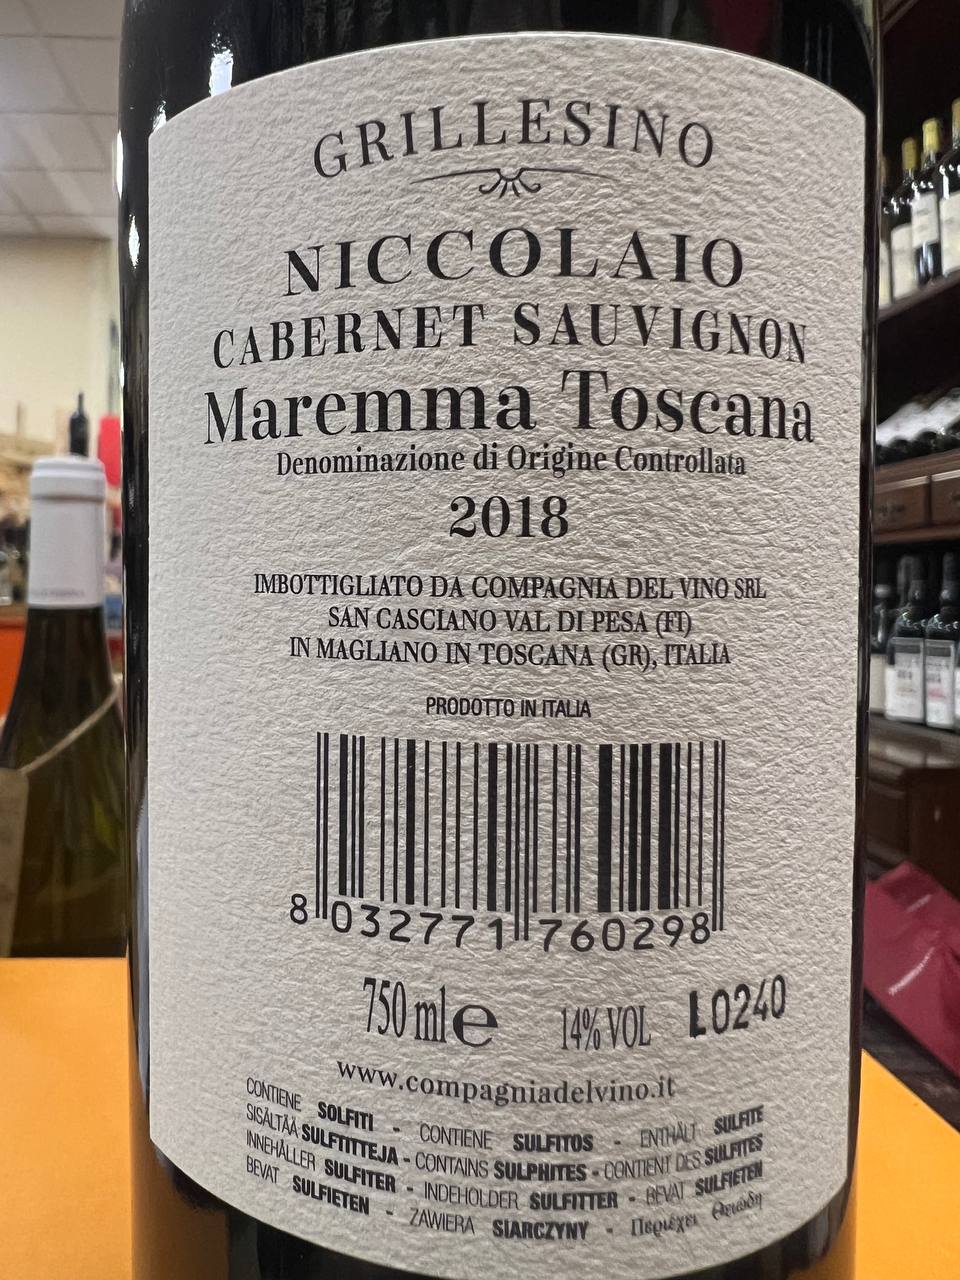 GRILLESINO
NICCOLAIO
CABERNET SAUVIGNON
Maremma Toscana
Denominazione di Origine Controllata
2018
IMBOTTIGLIATO DA COMPAGNIA DEL VINO SRL
SAN CASCIANO VAL DI PESA (FI)
IN MAGLIANO IN TOSCANA (GR), ITALIA
PRODOTTO IN ITALIA
8 032771 760298
750 ml e 14% VOL L0240
www.compagniadelvino.it
CONTIENE SOLFITI - CONTIENE SULFITOS - ENTHÄLT SULFITE
SISÄLTÄÄ SULFTITTEJA - CONTAINS SULPHITES - CONTIENT DES SULFITES
INNEHÅLLER SULFITER - INDEHOLDER SULFITTER - BEVAT SULFIETEN
BEVAT SULFIETEN - ZAWIERA SIARCZYNY - Περιέχει Θειώδη